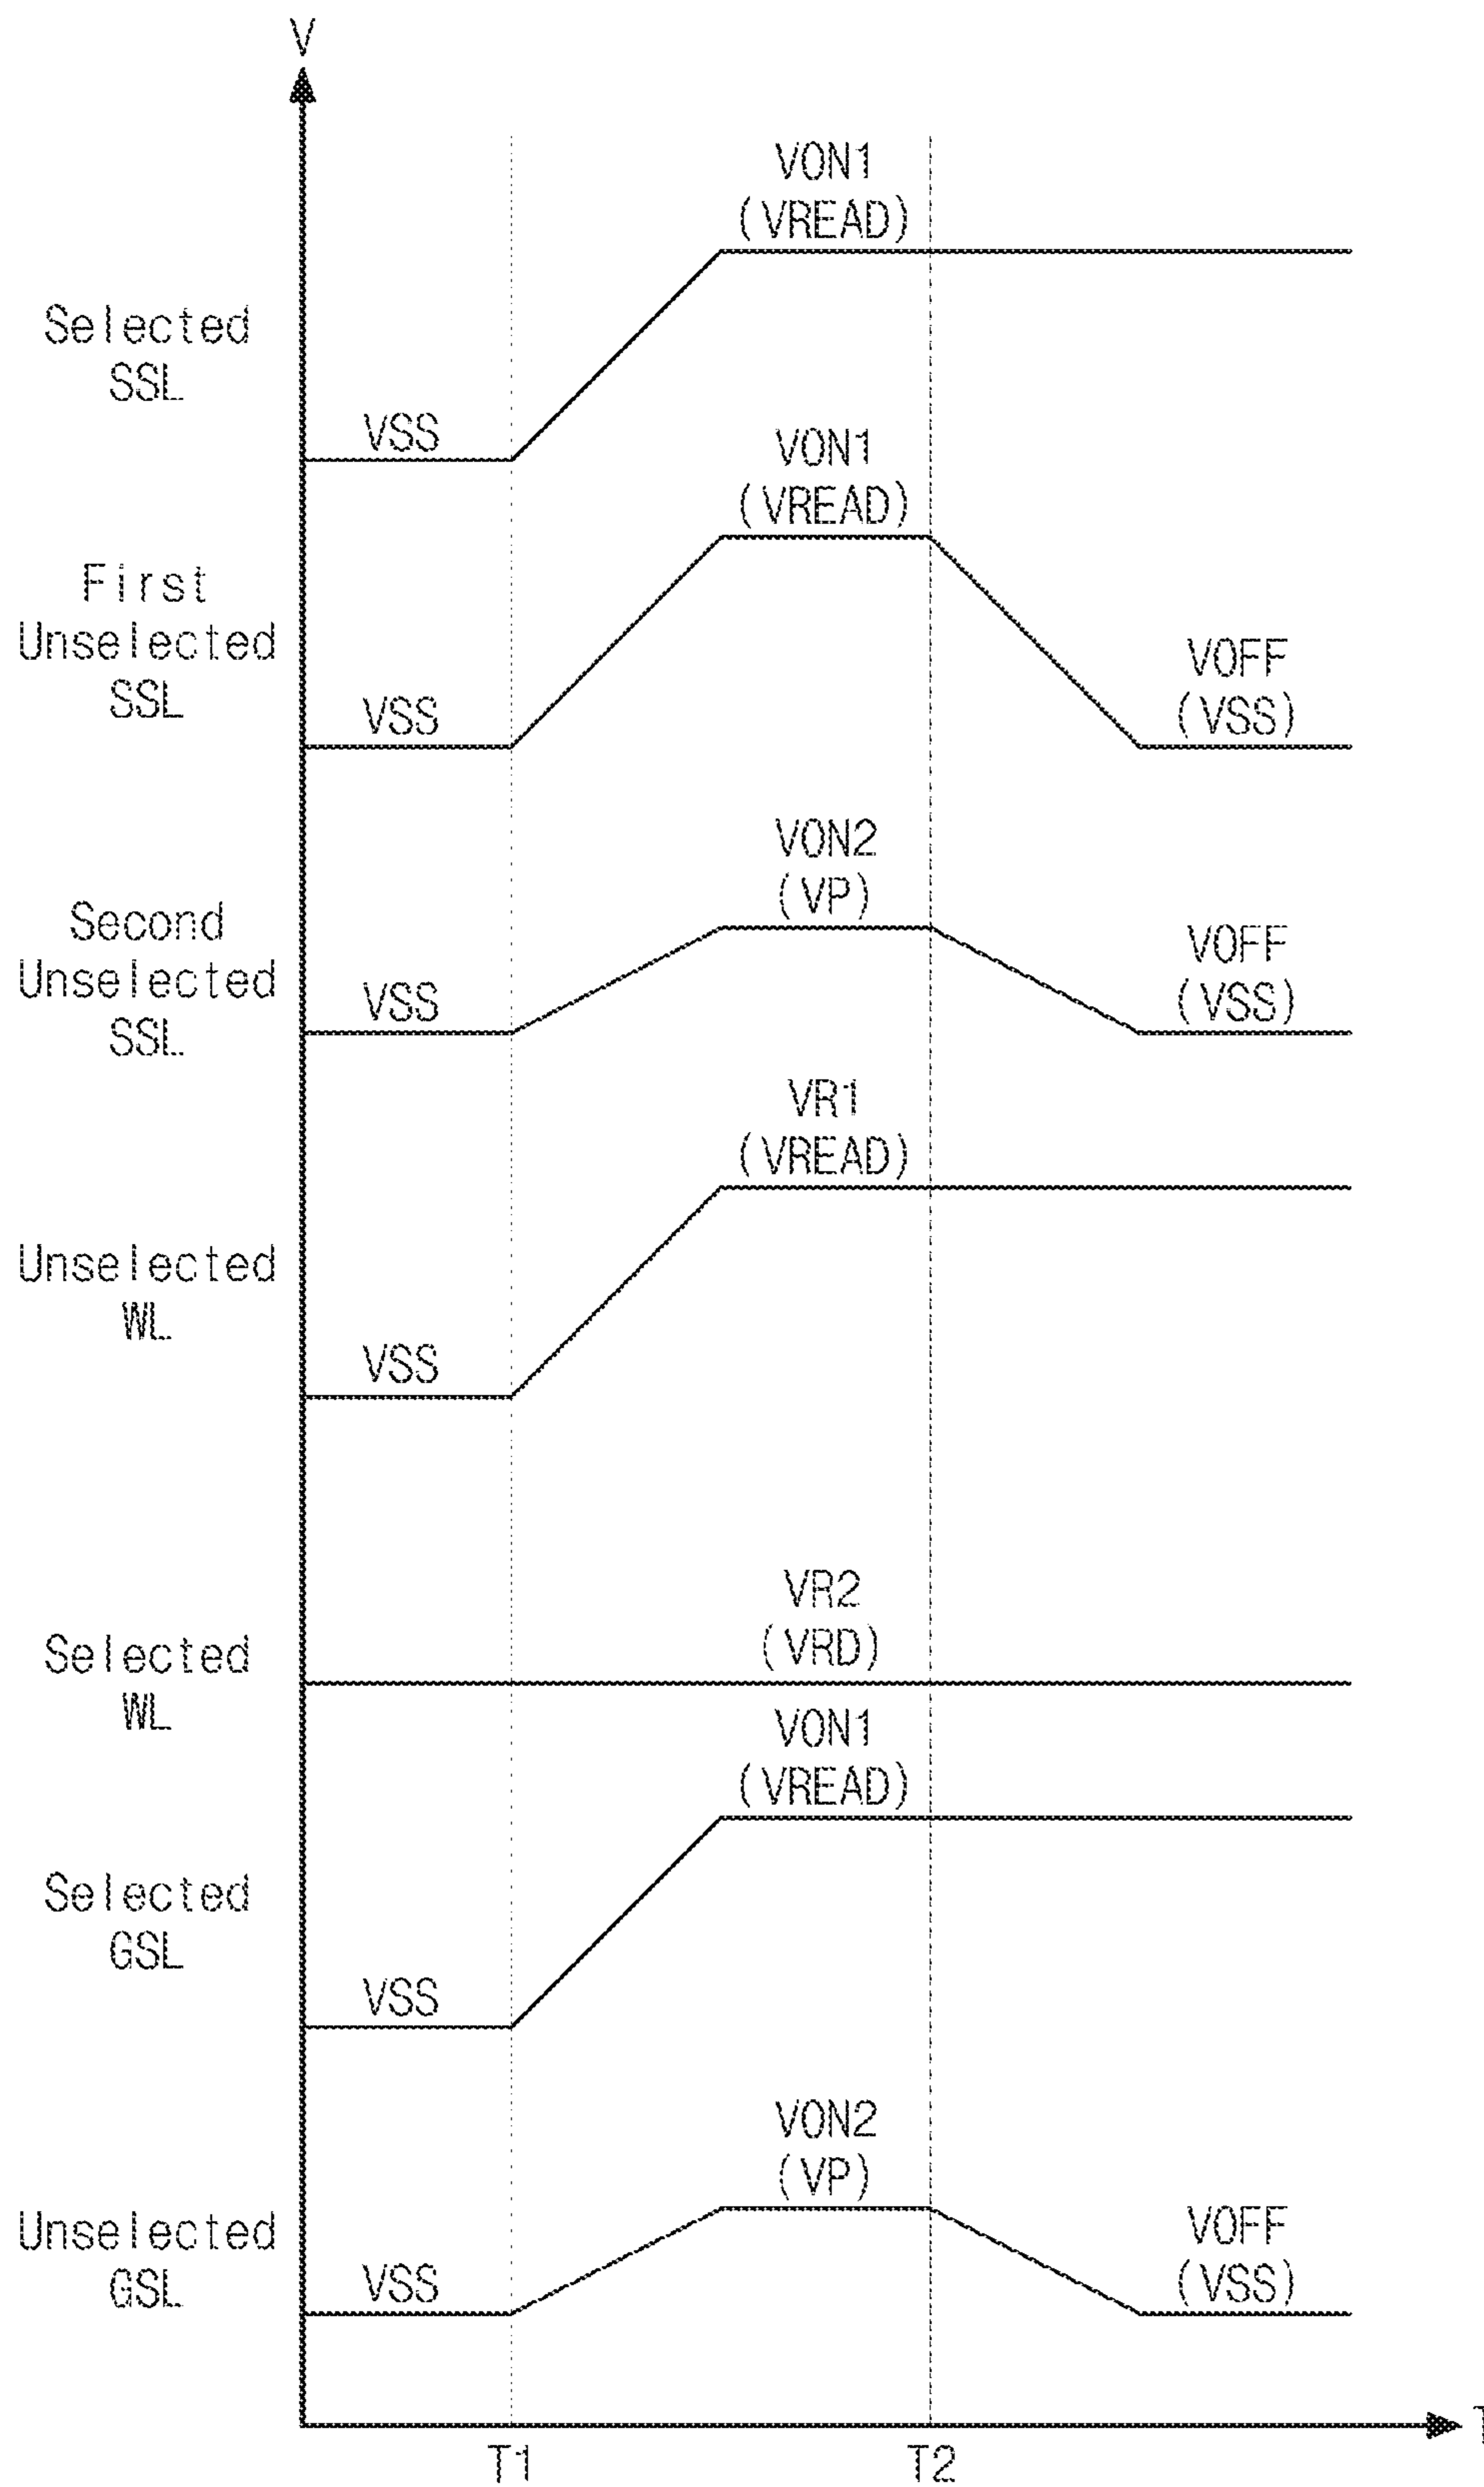 V
VON1
(VREAD)
Selected
SSL
VSS
VON1
(VREAD)
First
Unselected
SSL
VSS
VOFF
(VSS)
VON2
(VP)
Second
Unselected
SSL
VSS
VOFF
(VSS)
VR1
(VREAD)
Unselected
WL
VSS
VR2
(VRD)
Selected
WL
VON1
(VREAD)
Selected
GSL
VSS
VON2
(VP)
Unselected
GSL
VSS
VOFF
(VSS)
T
T1
T2